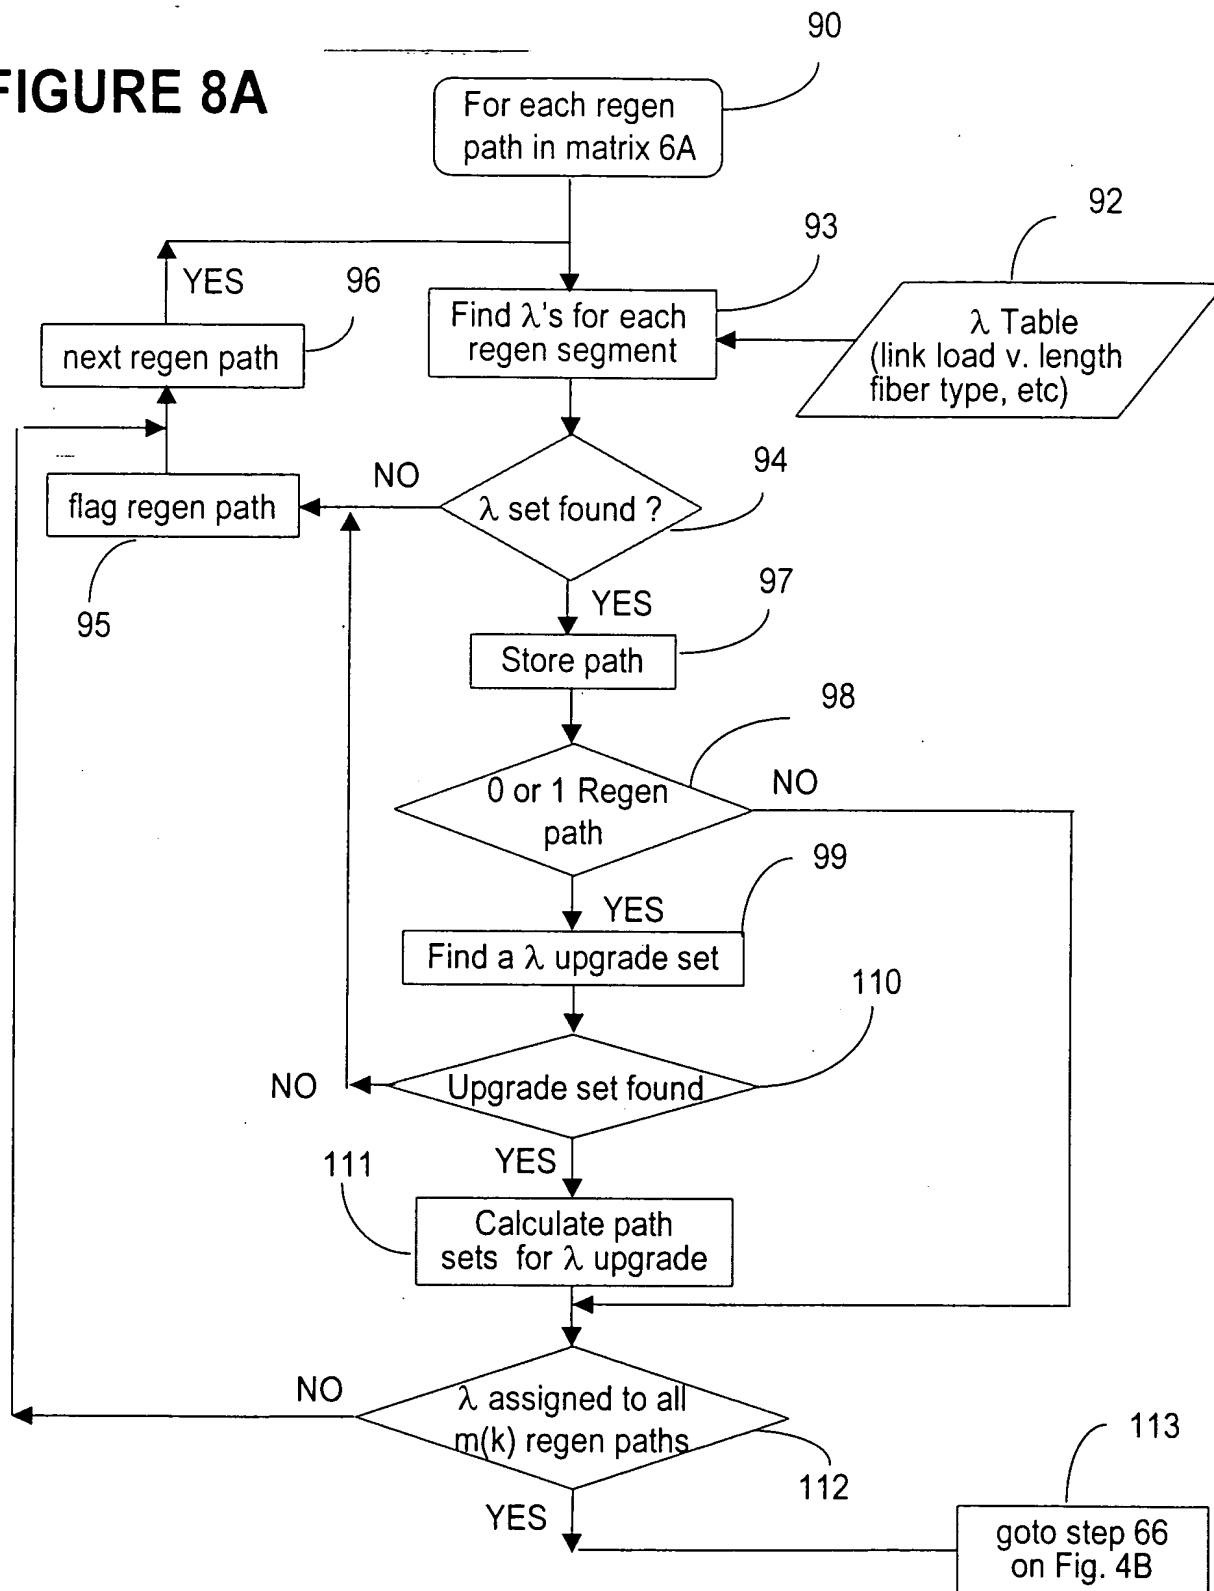 FIGURE 8A
90
For each regen
path in matrix 6A
92
93
YES
96
Find λ's for each
regen segment
λ Table
(link load v. length
fiber type, etc)
next regen path
94
NO
λ set found ?
flag regen path
95
YES
97
Store path
98
0 or 1 Regen
path
NO
99
YES
Find a λ upgrade set
110
NO
Upgrade set found
YES
111
Calculate path
sets for λ upgrade
NO
λ assigned to all
m(k) regen paths
112
113
YES
goto step 66
on Fig. 4B